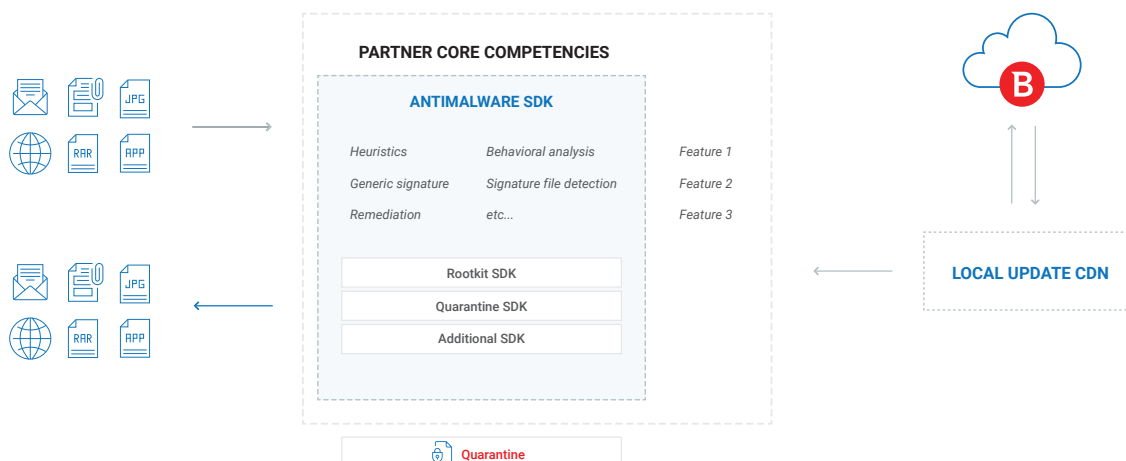 PARTNER CORE COMPETENCIES
ANTIMALWARE SDK
Heuristics Behavioral analysis Feature 1
Generic signature Signature file detection Feature 2
Remediation etc... Feature 3
Rootkit SDK
Quarantine SDK
Additional SDK
Quarantine
JPG
RAR APP
JPG
RAR APP
B
LOCAL UPDATE CDN